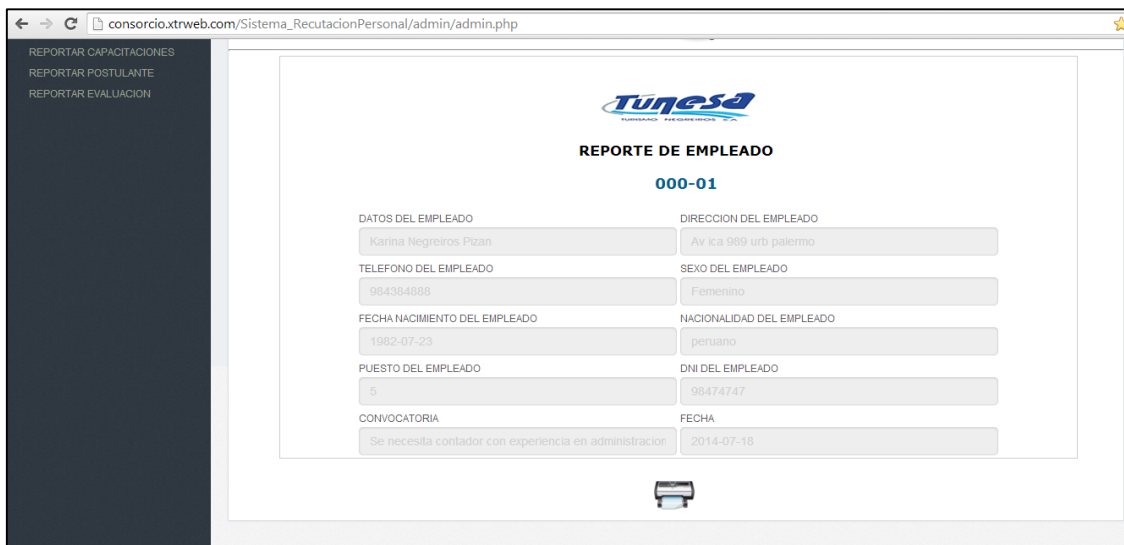 consorcio.xtrweb.com/Sistema_RecutacionPersonal/admin/admin.php
REPORTAR CAPACITACIONES
REPORTAR POSTULANTE
REPORTAR EVALUACION
Túnesa
TURISMO NEGREIROS S.A.
REPORTE DE EMPLEADO
000-01
DATOS DEL EMPLEADO
DIRECCION DEL EMPLEADO
Karina Negreiros Pizan
Av ica 989 urb palermo
TELEFONO DEL EMPLEADO
SEXO DEL EMPLEADO
984384888
Femenino
FECHA NACIMIENTO DEL EMPLEADO
NACIONALIDAD DEL EMPLEADO
1982-07-23
peruano
PUESTO DEL EMPLEADO
DNI DEL EMPLEADO
5
98474747
CONVOCATORIA
FECHA
Se necesita contador con experiencia en administracion
2014-07-18